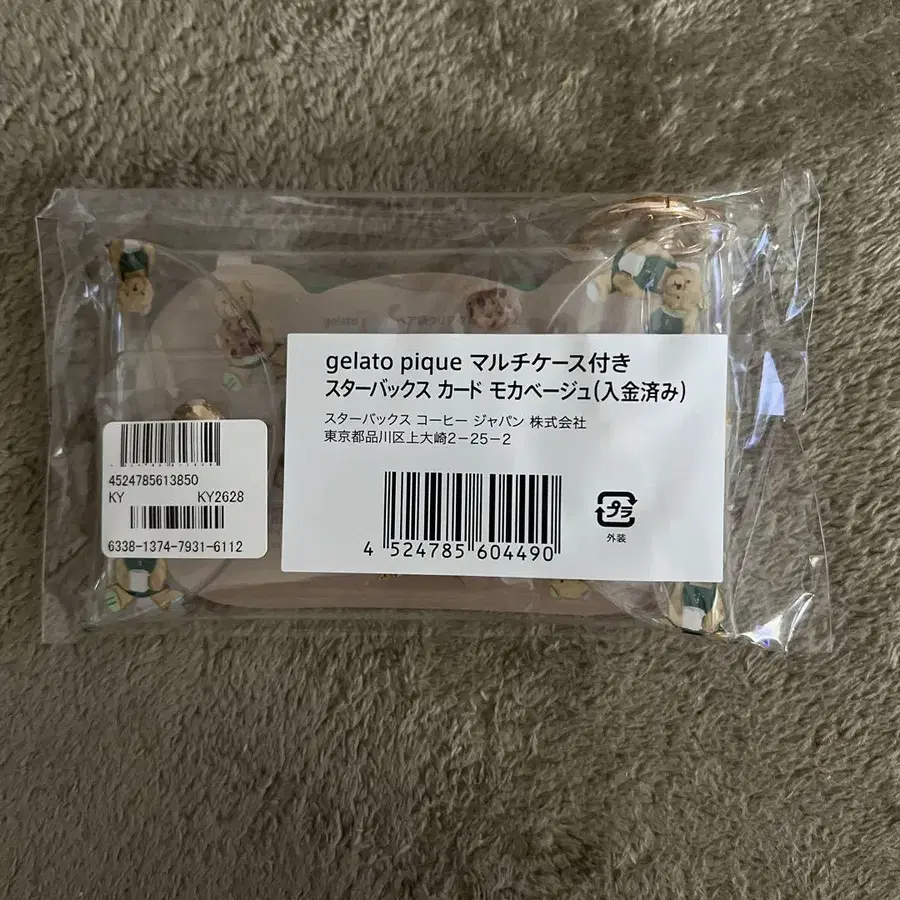 gelato pique マルチケース付き
スターバックス カード モカベージュ(入金済み)
スターバックス コーヒー ジャパン 株式会社
東京都品川区上大崎2-25-2
4 524785 604490
プラ
外装
4524785613850
KY KY2628
6338-1374-7931-6112